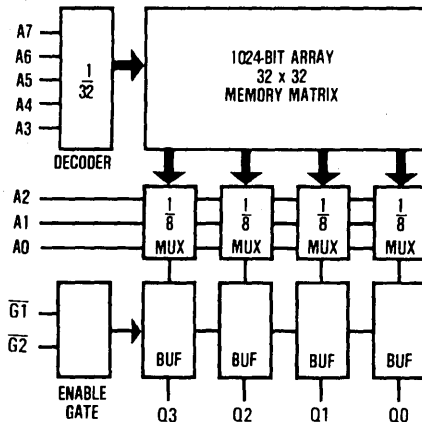 A7
A6
A5
A4
A3
1/32
DECODER
1024-BIT ARRAY
32 x 32
MEMORY MATRIX
A2
A1
A0
1/8 MUX
1/8 MUX
1/8 MUX
1/8 MUX
G1
G2
ENABLE
GATE
BUF
BUF
BUF
BUF
Q3
Q2
Q1
Q0